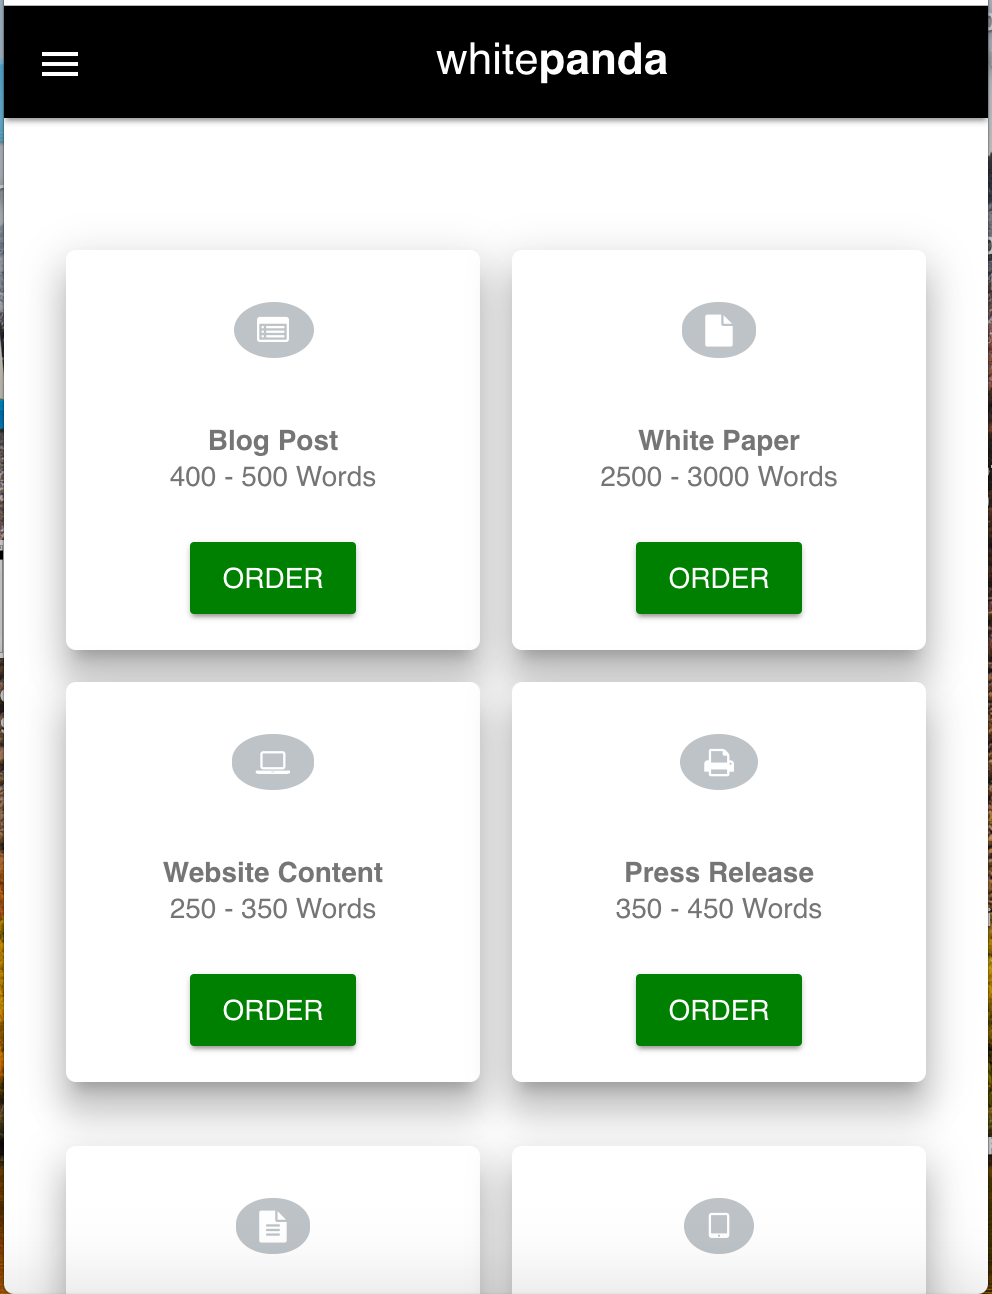 whitepanda
Blog Post
400 - 500 Words
ORDER
White Paper
2500 - 3000 Words
ORDER
Website Content
250 - 350 Words
ORDER
Press Release
350 - 450 Words
ORDER